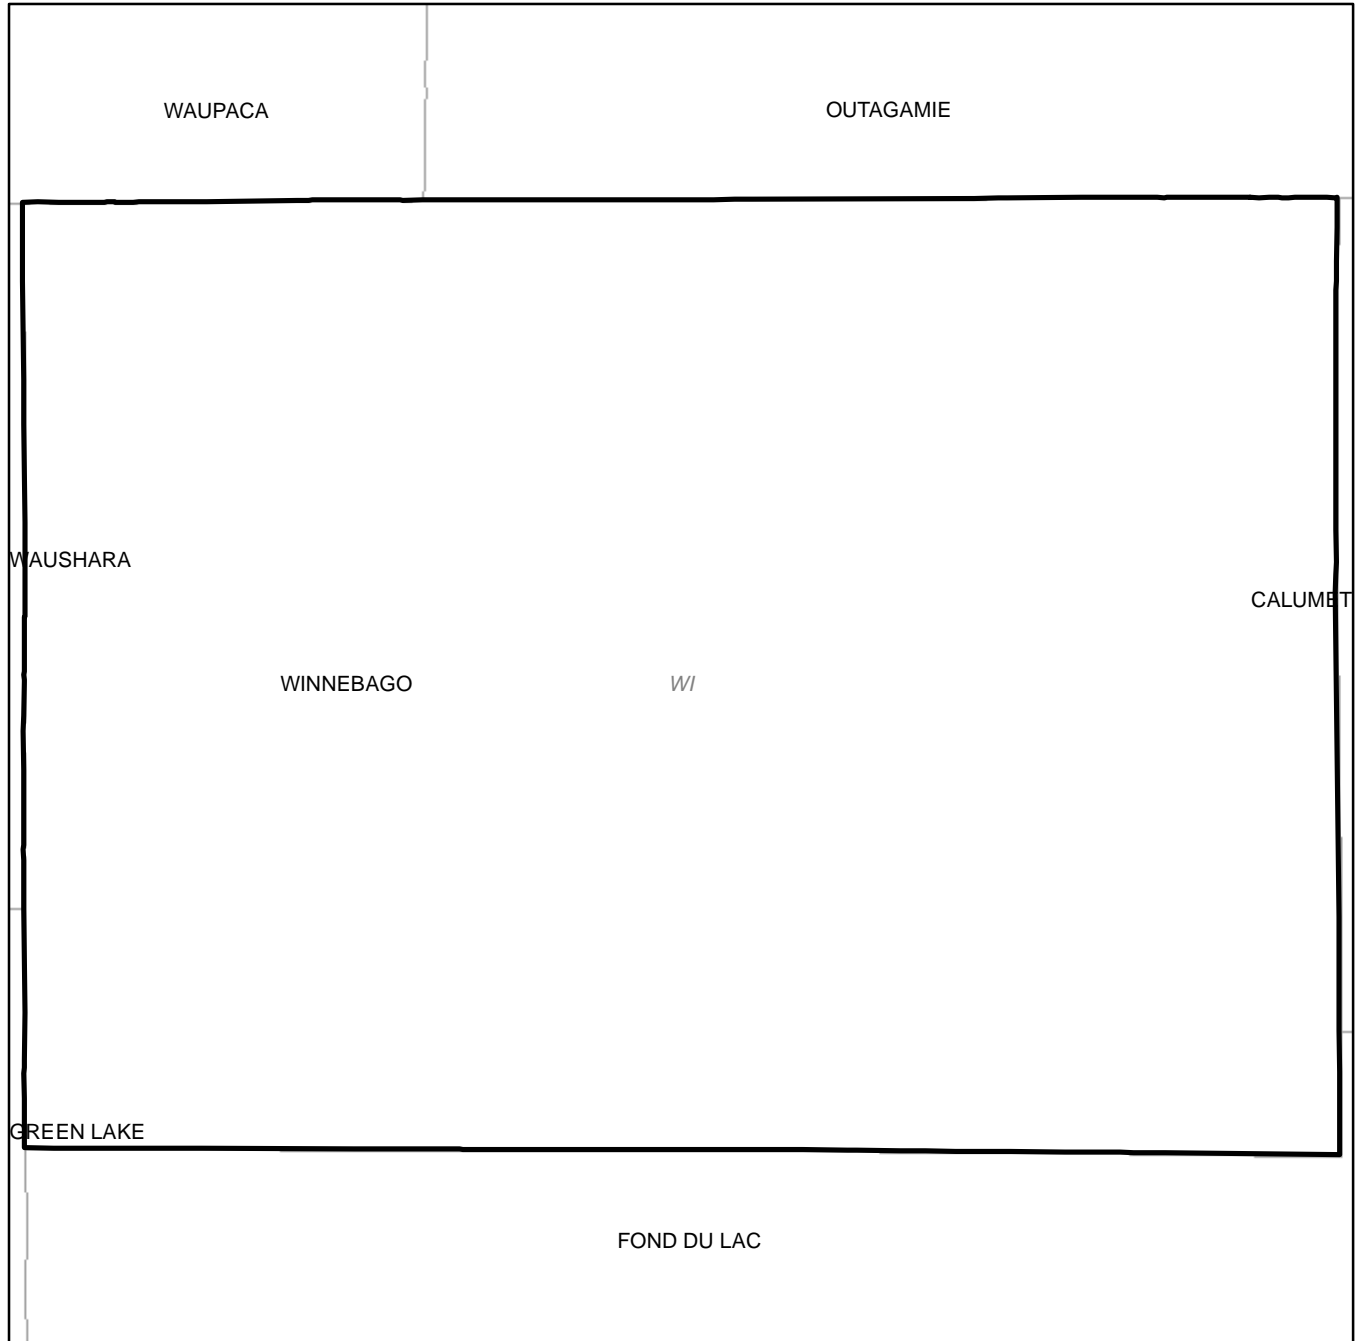 WAUPACA
OUTAGAMIE
WAUSHARA
CALUMET
WINNEBAGO
WI
GREEN LAKE
FOND DU LAC